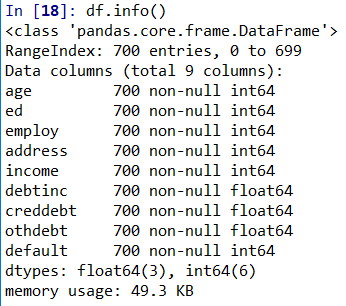 In [18]: df.info()
<class 'pandas.core.frame.DataFrame'>
RangeIndex: 700 entries, 0 to 699
Data columns (total 9 columns):
age         700 non-null int64
ed          700 non-null int64
employ      700 non-null int64
address     700 non-null int64
income      700 non-null int64
debtinc     700 non-null float64
creddebt    700 non-null float64
othdebt     700 non-null float64
default     700 non-null int64
dtypes: float64(3), int64(6)
memory usage: 49.3 KB